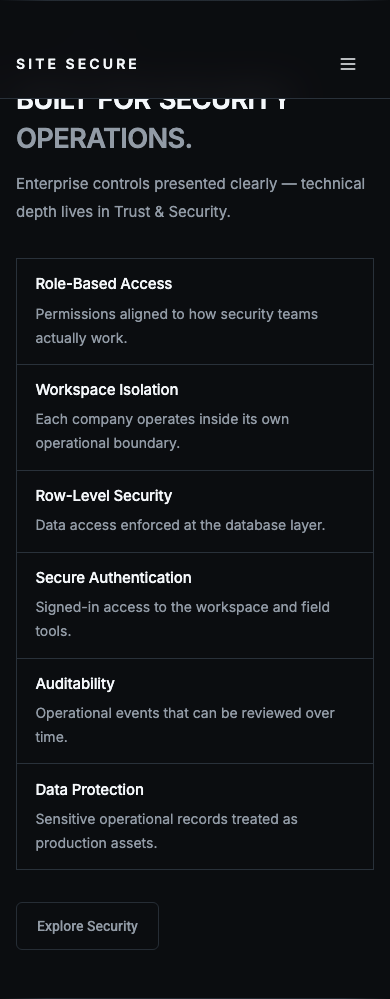 SITE SECURE
BUILT FOR SECURITY
OPERATIONS.
Enterprise controls presented clearly — technical
depth lives in Trust & Security.
Role-Based Access
Permissions aligned to how security teams
actually work.
Workspace Isolation
Each company operates inside its own
operational boundary.
Row-Level Security
Data access enforced at the database layer.
Secure Authentication
Signed-in access to the workspace and field
tools.
Auditability
Operational events that can be reviewed over
time.
Data Protection
Sensitive operational records treated as
production assets.
Explore Security